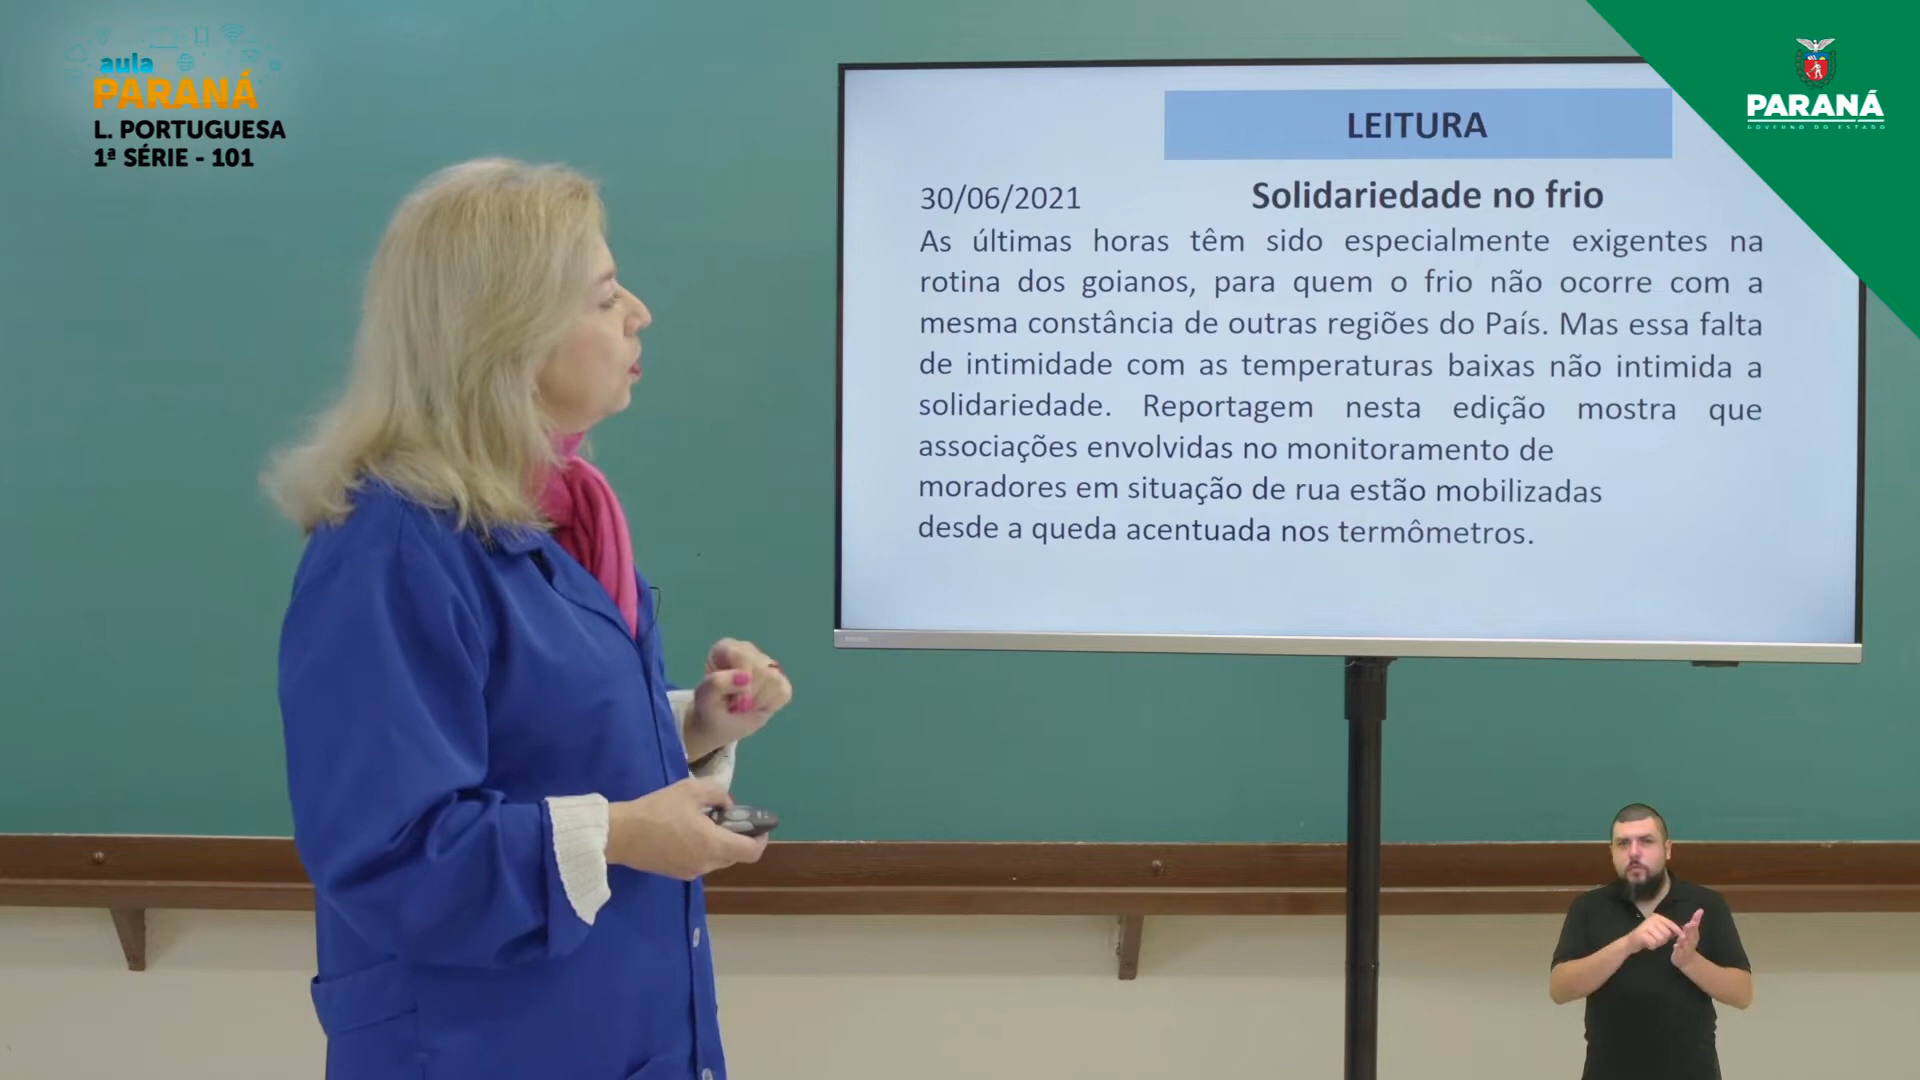 aula
PARANÁ
L. PORTUGUESA
1ª SÉRIE - 101
PARANÁ
GOVERNO DO ESTADO
LEITURA
30/06/2021 Solidariedade no frio
As últimas horas têm sido especialmente exigentes na
rotina dos goianos, para quem o frio não ocorre com a
mesma constância de outras regiões do País. Mas essa falta
de intimidade com as temperaturas baixas não intimida a
solidariedade. Reportagem nesta edição mostra que
associações envolvidas no monitoramento de
moradores em situação de rua estão mobilizadas
desde a queda acentuada nos termômetros.